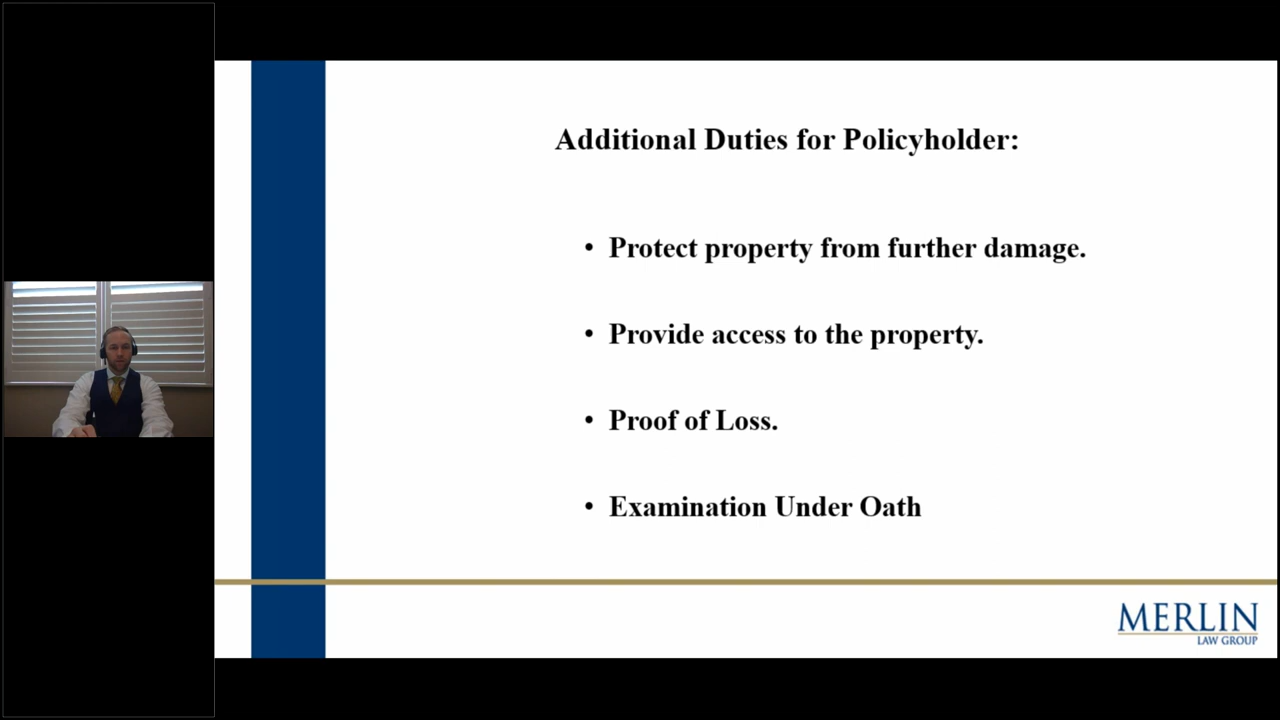 Additional Duties for Policyholder:
• Protect property from further damage.
• Provide access to the property.
• Proof of Loss.
• Examination Under Oath
MERLIN
LAW GROUP